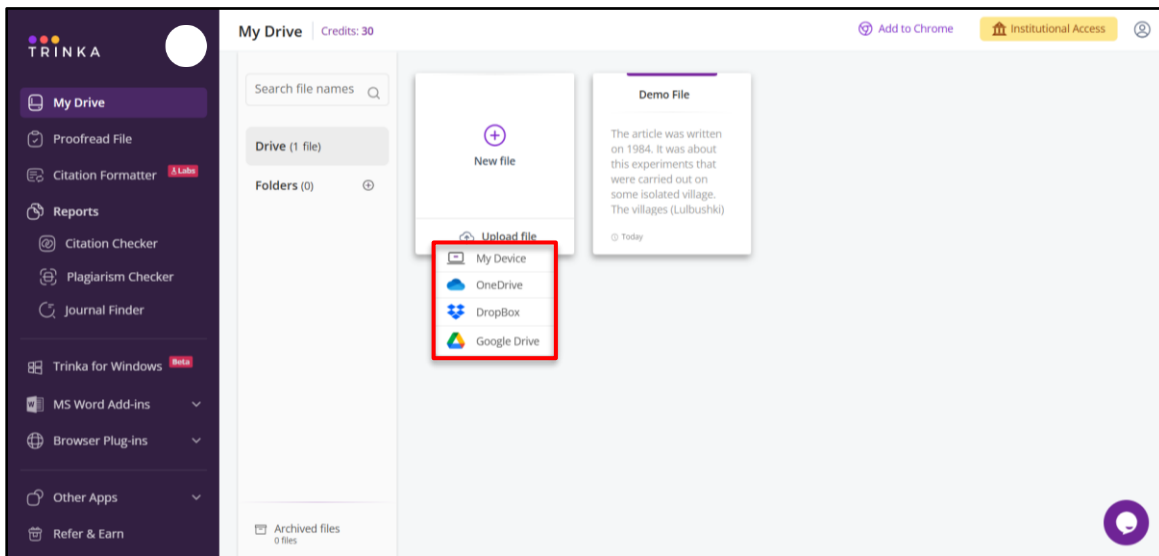 TRINKA
My Drive
Proofread File
Citation Formatter Labs
Reports
Citation Checker
Plagiarism Checker
Journal Finder
Trinka for Windows Beta
MS Word Add-ins
Browser Plug-ins
Other Apps
Refer & Earn
My Drive Credits: 30
Add to Chrome
Institutional Access
Search file names
Drive (1 file)
Folders (0)
Archived files
0 files
New file
Upload file
My Device
OneDrive
DropBox
Google Drive
Demo File
The article was written
on 1984. It was about
this experiments that
were carried out on
some isolated village.
The villages (Lulbushki)
Today